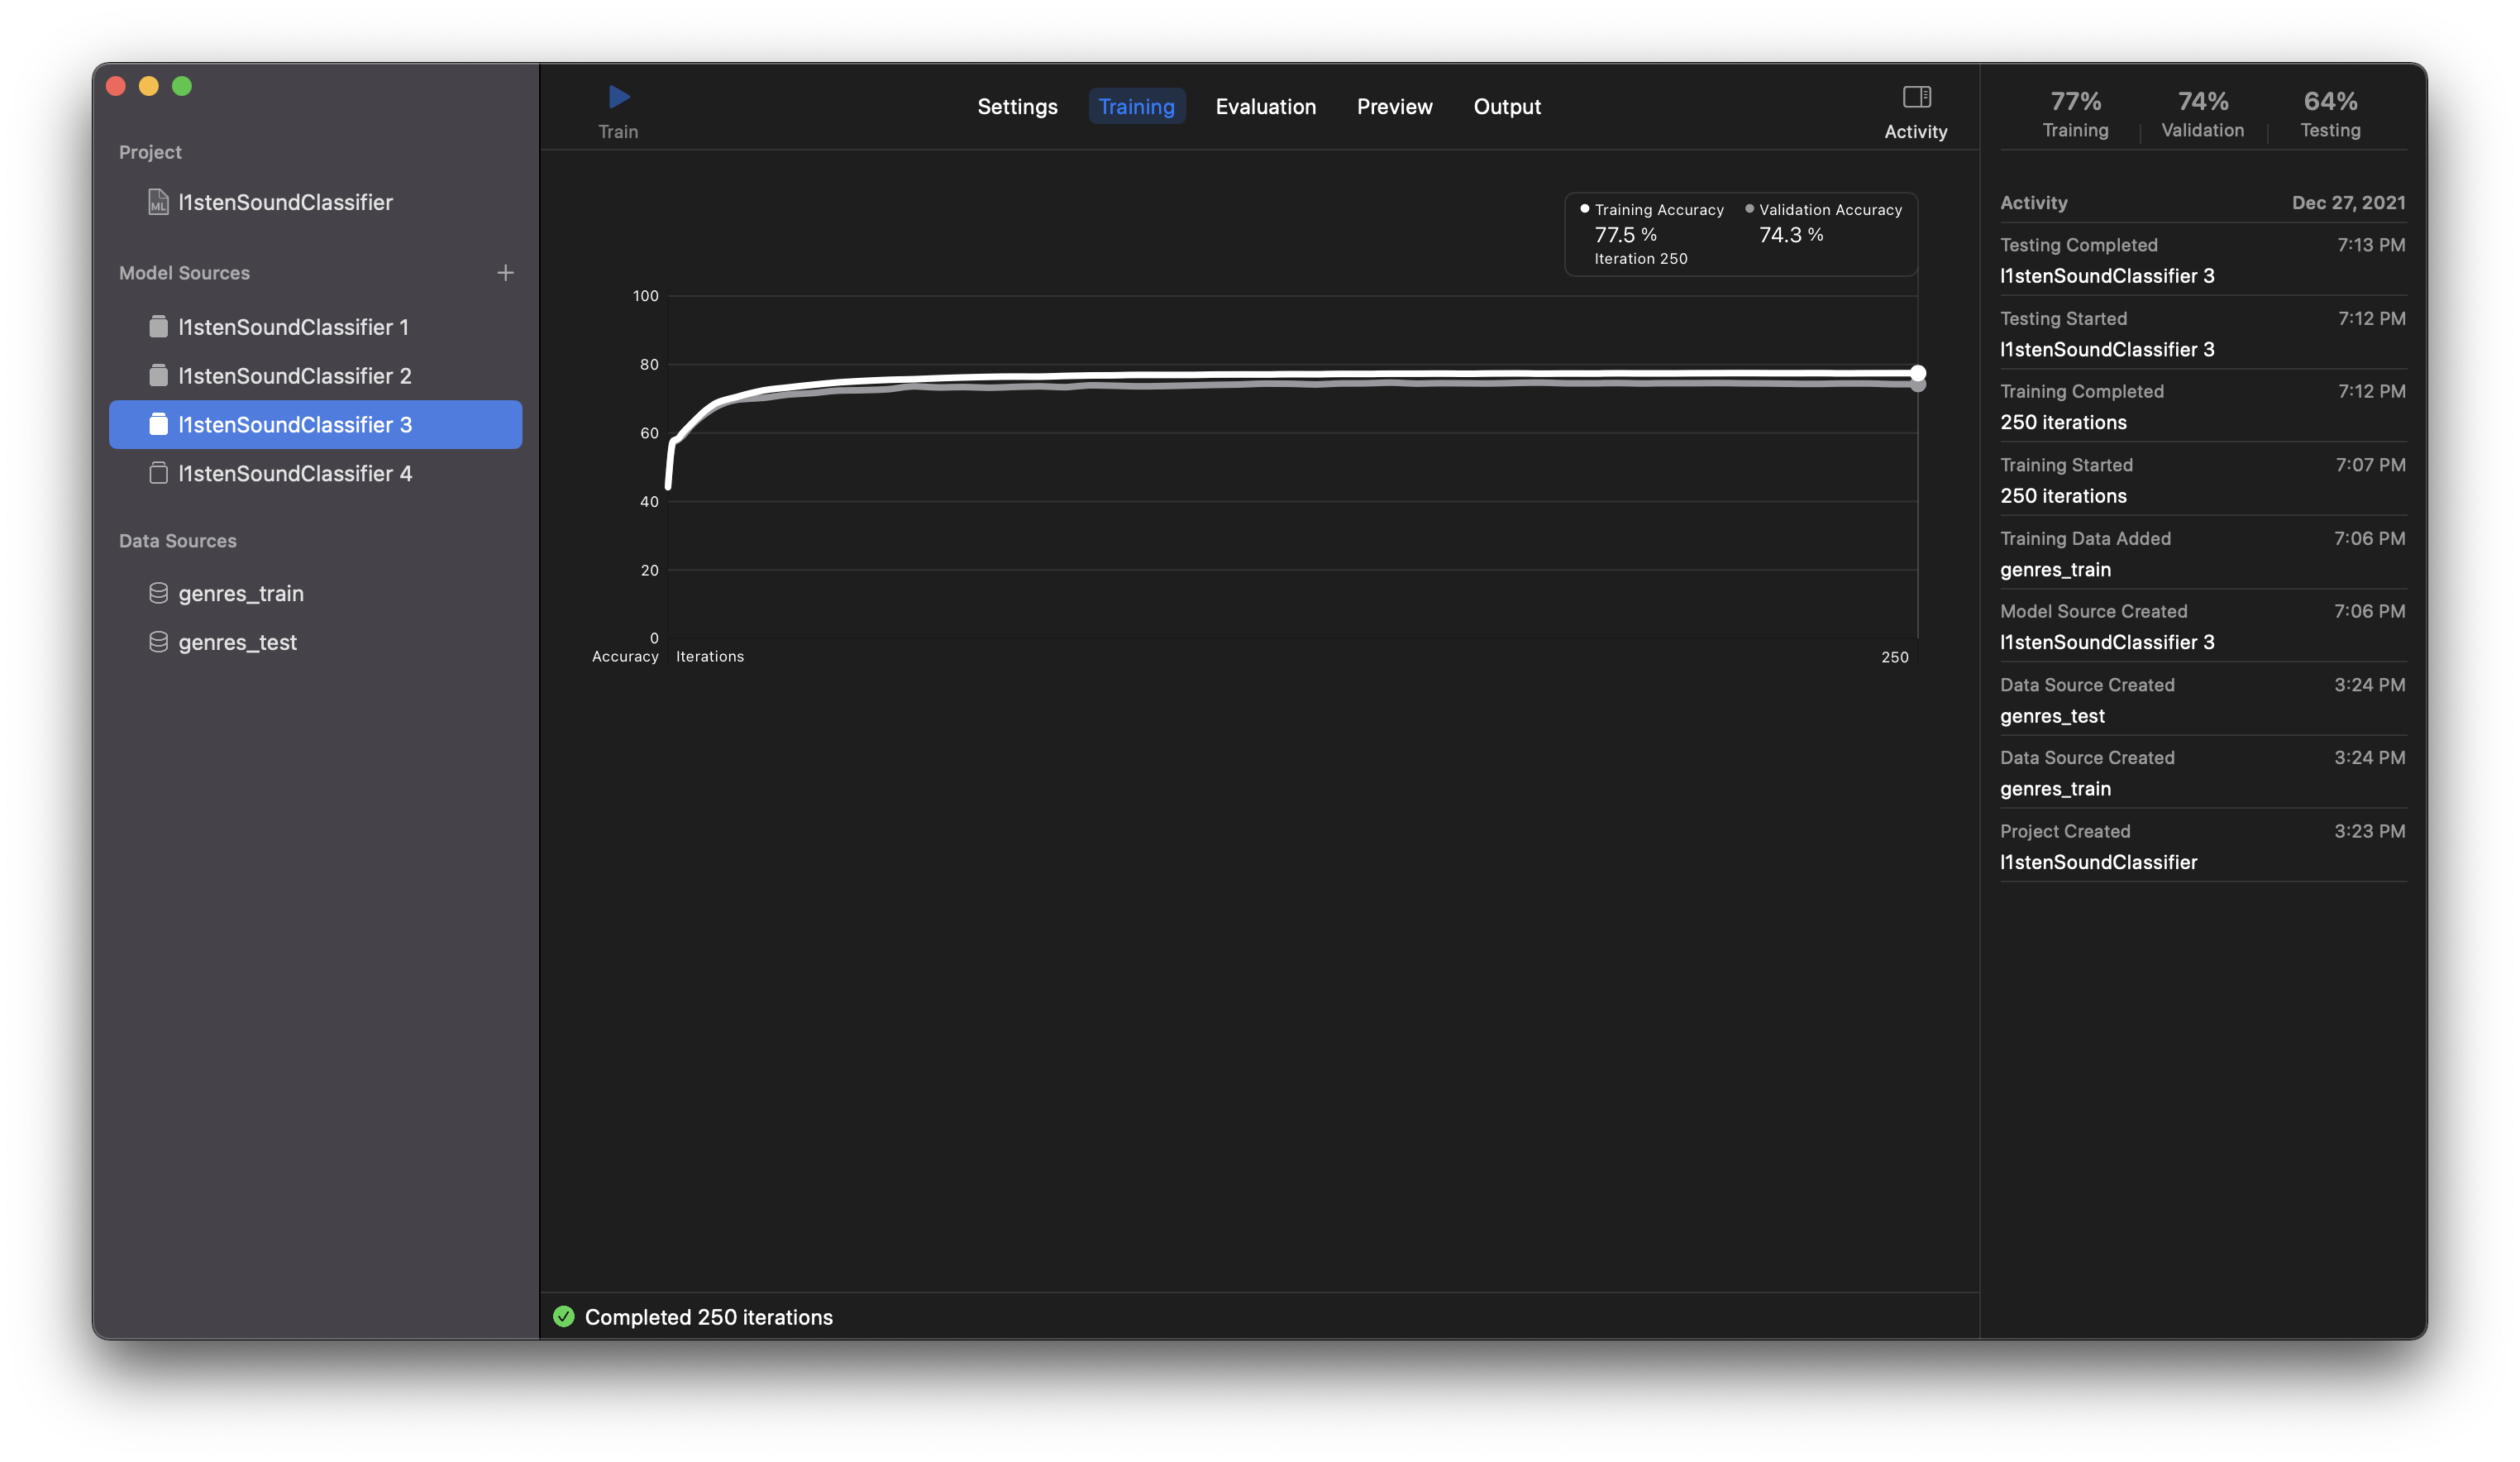 Project
ML
l1stenSoundClassifier
Model Sources
l1stenSoundClassifier 1
l1stenSoundClassifier 2
l1stenSoundClassifier 3
l1stenSoundClassifier 4
Data Sources
genres_train
genres_test
Train
Settings Training Evaluation Preview Output
Activity
Training Accuracy Validation Accuracy
77.5 % 74.3 %
Iteration 250
100
80
60
40
20
0
Accuracy Iterations 250
Completed 250 iterations
77% 74% 64%
Training Validation Testing
Activity Dec 27, 2021
Testing Completed 7:13 PM
l1stenSoundClassifier 3
Testing Started 7:12 PM
l1stenSoundClassifier 3
Training Completed 7:12 PM
250 iterations
Training Started 7:07 PM
250 iterations
Training Data Added 7:06 PM
genres_train
Model Source Created 7:06 PM
l1stenSoundClassifier 3
Data Source Created 3:24 PM
genres_test
Data Source Created 3:24 PM
genres_train
Project Created 3:23 PM
l1stenSoundClassifier